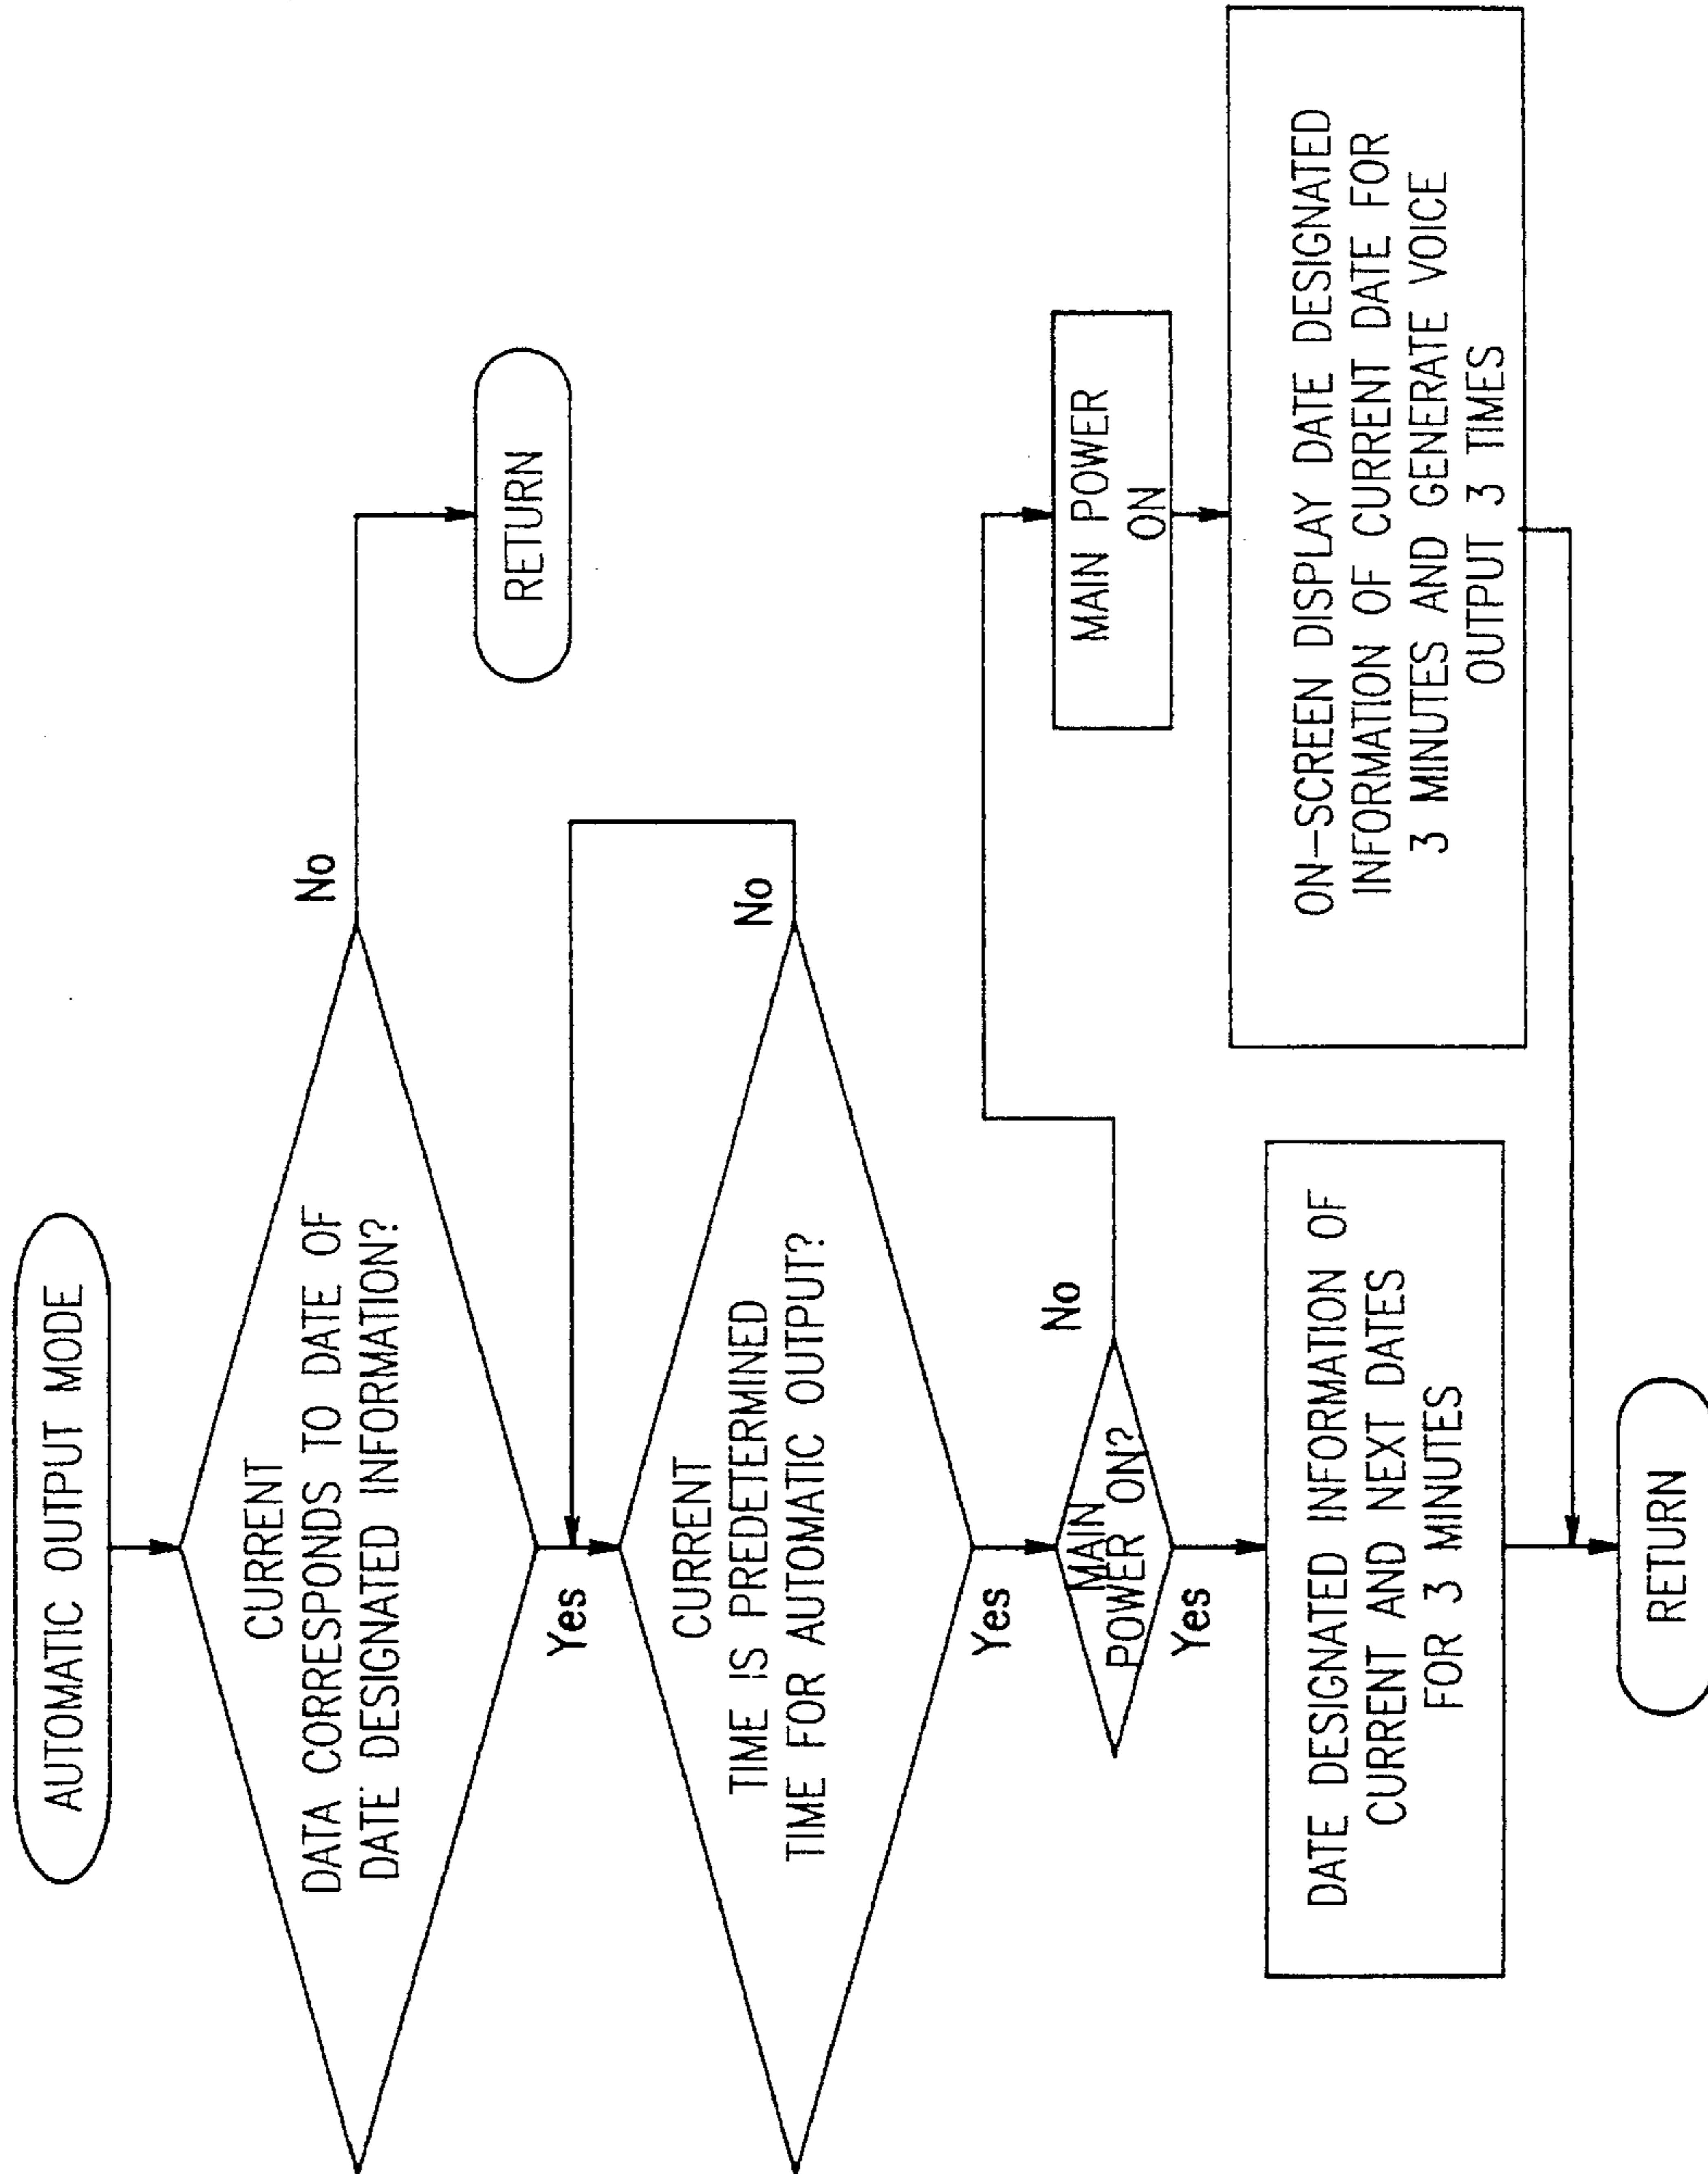 AUTOMATIC OUTPUT MODE
CURRENT
DATA CORRESPONDS TO DATE OF
DATE DESIGNATED INFORMATION?
No
RETURN
Yes
CURRENT
TIME IS PREDETERMINED
TIME FOR AUTOMATIC OUTPUT?
No
Yes
MAIN
POWER ON?
No
MAIN POWER
ON
Yes
DATE DESIGNATED INFORMATION OF
CURRENT AND NEXT DATES
FOR 3 MINUTES
ON-SCREEN DISPLAY DATE DESIGNATED
INFORMATION OF CURRENT DATE FOR
3 MINUTES AND GENERATE VOICE
OUTPUT 3 TIMES
RETURN